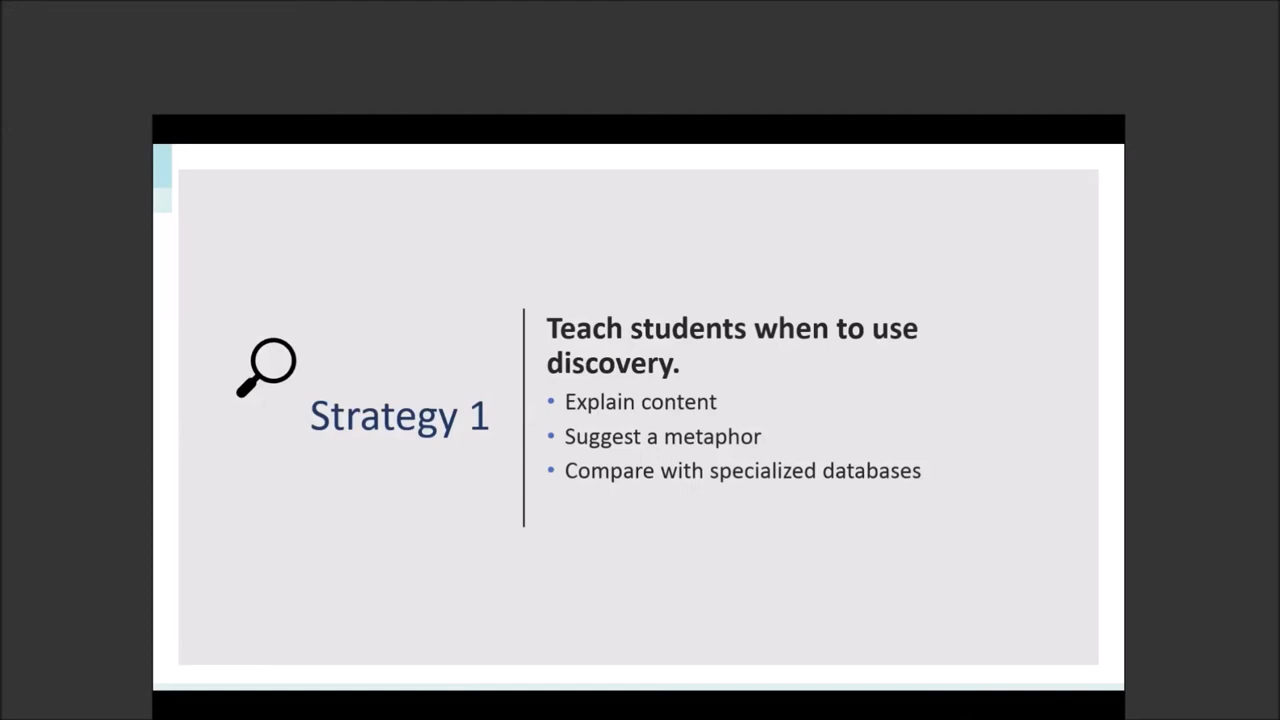 Strategy 1
Teach students when to use
discovery.
• Explain content
• Suggest a metaphor
• Compare with specialized databases